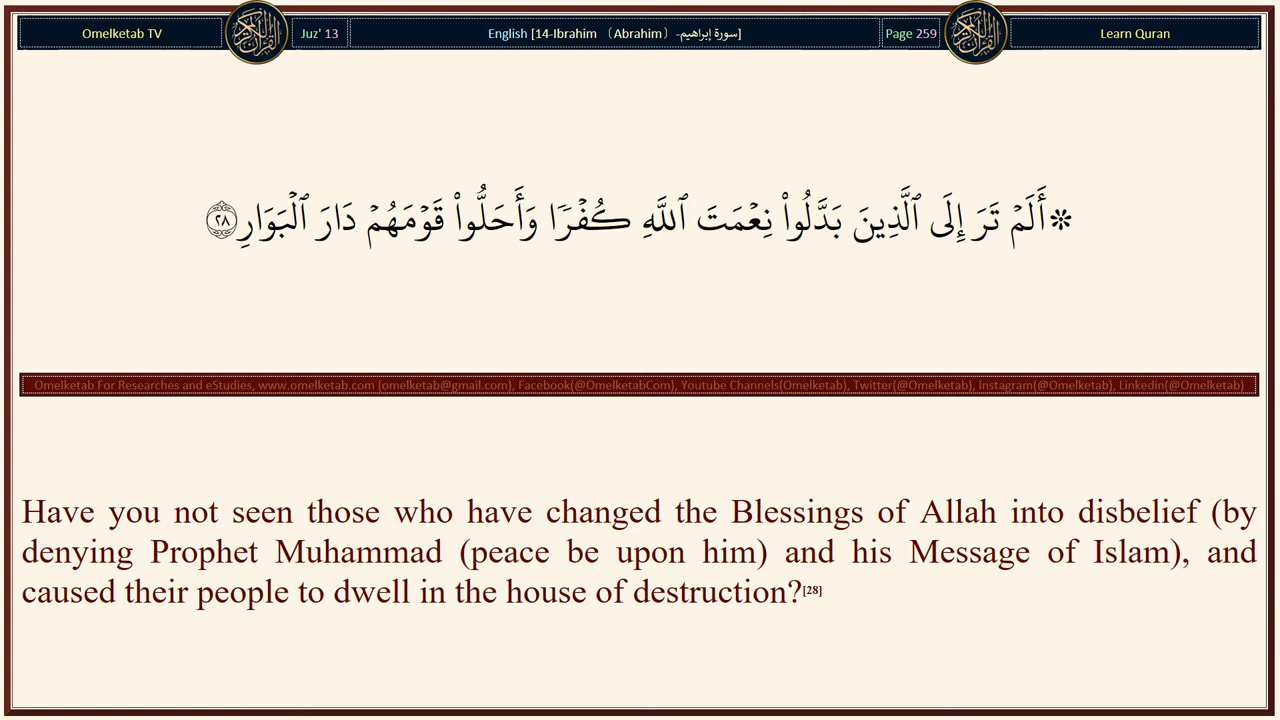 Omelketab TV
Juz' 13
English [14-Ibrahim （Abrahim）-سورة إبراهيم]
Page 259
Learn Quran
۞ أَلَمۡ تَرَ إِلَى ٱلَّذِينَ بَدَّلُواْ نِعۡمَتَ ٱللَّهِ كُفۡرٗا وَأَحَلُّواْ قَوۡمَهُمۡ دَارَ ٱلۡبَوَارِ ٢٨
Omelketab For Researches and eStudies, www.omelketab.com (omelketab@gmail.com), Facebook(@OmelketabCom), Youtube Channels(Omelketab), Twitter(@Omelketab), Instagram(@Omelketab), Linkedin(@Omelketab)
Have you not seen those who have changed the Blessings of Allah into disbelief (by
denying Prophet Muhammad (peace be upon him) and his Message of Islam), and
caused their people to dwell in the house of destruction?[28]